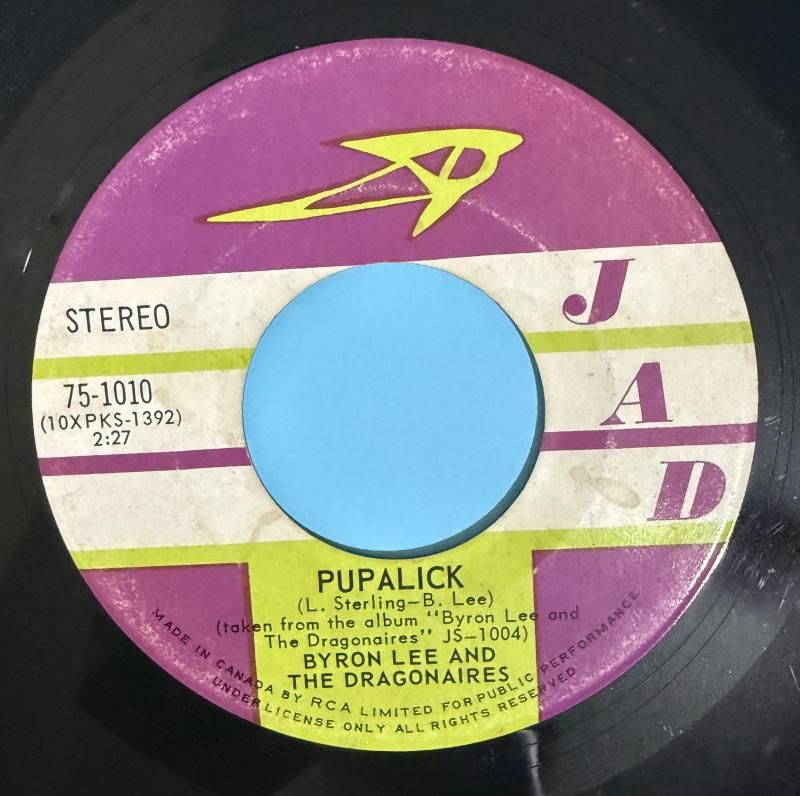 STEREO
J
75-1010
(10XPKS-1392)
2:27
A
D
PUPALICK
(L. Sterling—B. Lee)
(taken from the album "Byron Lee and
The Dragonaires" JS-1004)
BYRON LEE AND
THE DRAGONAIRES
MADE IN CANADA BY RCA LIMITED FOR PUBLIC PERFORMANCE
UNDER LICENSE ONLY ALL RIGHTS RESERVED